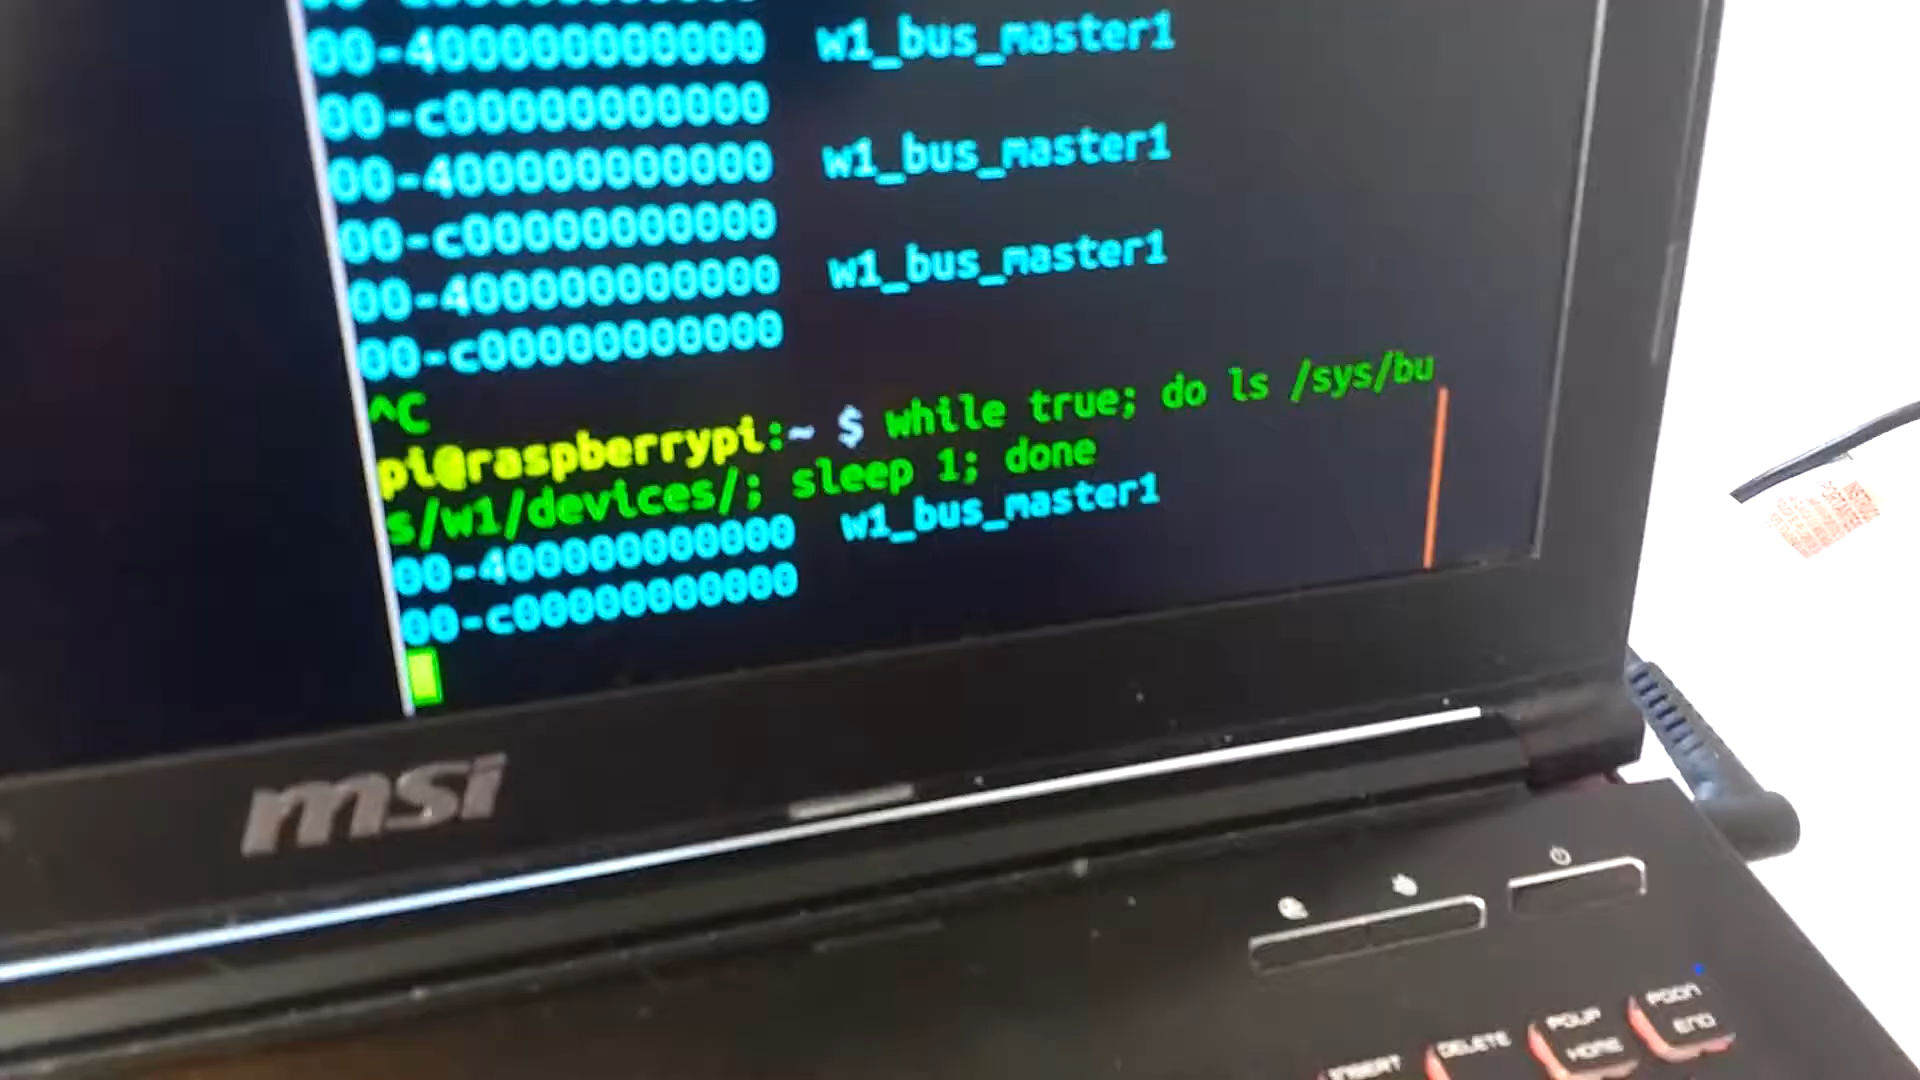 00-400000000000 w1_bus_master1
00-c00000000000
00-400000000000 w1_bus_master1
00-c00000000000
00-400000000000 w1_bus_master1
00-c00000000000
^C
pi@raspberrypi:~ $ while true; do ls /sys/bu
s/w1/devices/; sleep 1; done
00-400000000000 w1_bus_master1
00-c00000000000
msi
INSERT
DELETE
PGUP
HOME
PGDN
END